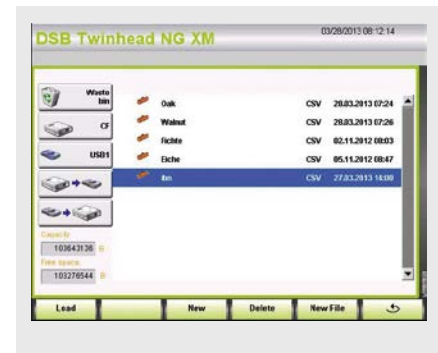 DSB Twinhead NG XM
03/28/2013 08:12:14
Waste bin
CF
USB1
Oak CSV 28.03.2013 07:24
Walnut CSV 28.03.2013 07:26
Fichte CSV 02.11.2012 08:03
Eiche CSV 05.11.2012 08:47
ibn CSV 27.03.2013 14:00
Capacity
103643136 B
Free space
103276544 B
Load New Delete New File